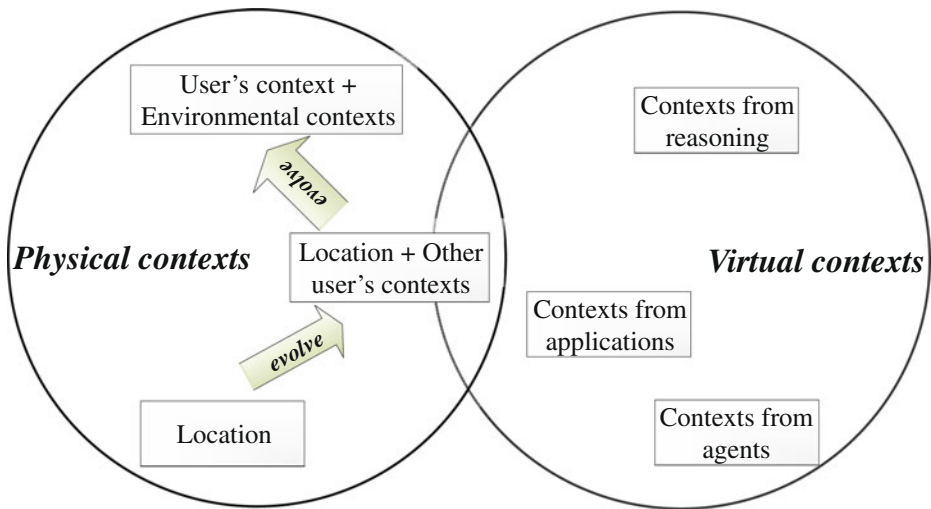 User's context +
Environmental contexts
evolve
Physical contexts
Location + Other
user's contexts
evolve
Location
Contexts from
reasoning
Virtual contexts
Contexts from
applications
Contexts from
agents